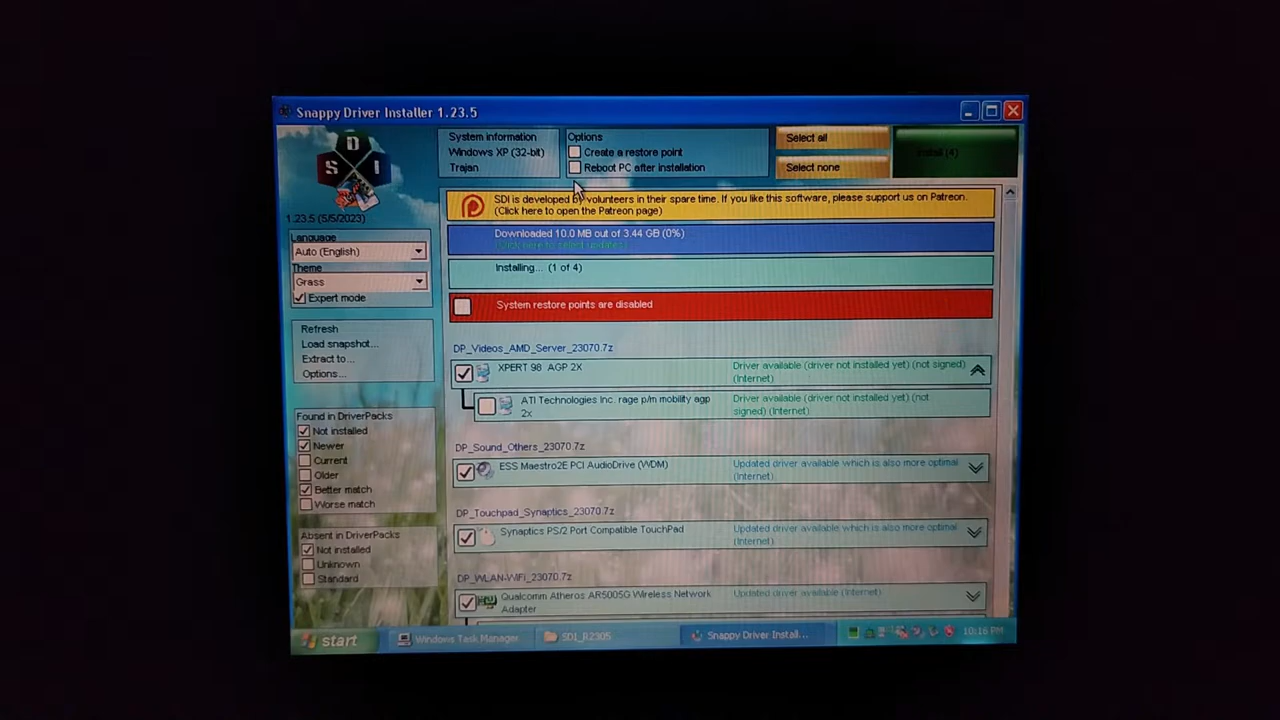 Snappy Driver Installer 1.23.5
D
S
I
1.23.5 (5/5/2023)
System information
Windows XP (32-bit)
Trajan
Options
Create a restore point
Reboot PC after installation
Select all
Select none
Install (4)
Language
Auto (English)
Theme
Grass
Expert mode
Refresh
Load snapshot...
Extract to...
Options...
Found in DriverPacks
Not installed
Newer
Current
Older
Better match
Worse match
Absent in DriverPacks
Not installed
Unknown
Standard
SDI is developed by volunteers in their spare time. If you like this software, please support us on Patreon.
(Click here to open the Patreon page)
Downloaded 10.0 MB out of 3.44 GB (0%)
(Click here to select updates)
Installing... (1 of 4)
System restore points are disabled
DP_Videos_AMD_Server_23070.7z
XPERT 98 AGP 2X
Driver available (driver not installed yet) (not signed)
(Internet)
ATI Technologies Inc. rage p/m mobility agp
2x
Driver available (driver not installed yet) (not
signed) (Internet)
DP_Sound_Others_23070.7z
ESS Maestro2E PCI AudioDrive (WDM)
Updated driver available which is also more optimal
(Internet)
DP_Touchpad_Synaptics_23070.7z
Synaptics PS/2 Port Compatible TouchPad
Updated driver available which is also more optimal
(Internet)
DP_WLAN-WiFi_23070.7z
Qualcomm Atheros AR5005G Wireless Network
Adapter
Updated driver available (Internet)
start
Windows Task Manager
SDI_R2305
Snappy Driver Install...
10:16 PM